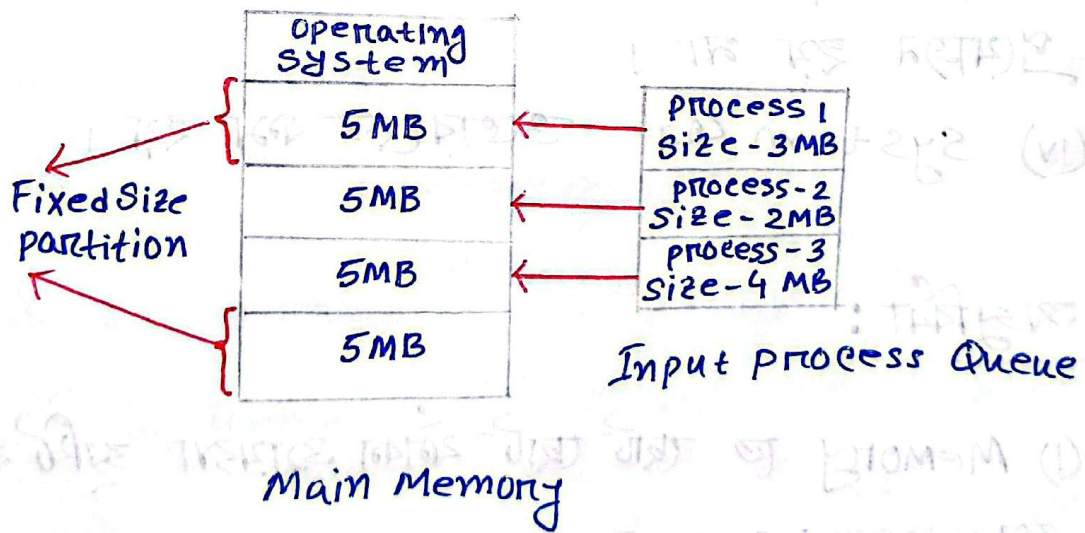 Operating
System
5MB
5MB
5MB
5MB
Fixed Size
partition
process 1
Size-3MB
process-2
Size-2MB
process-3
Size-4 MB
Input process Queue
Main Memory